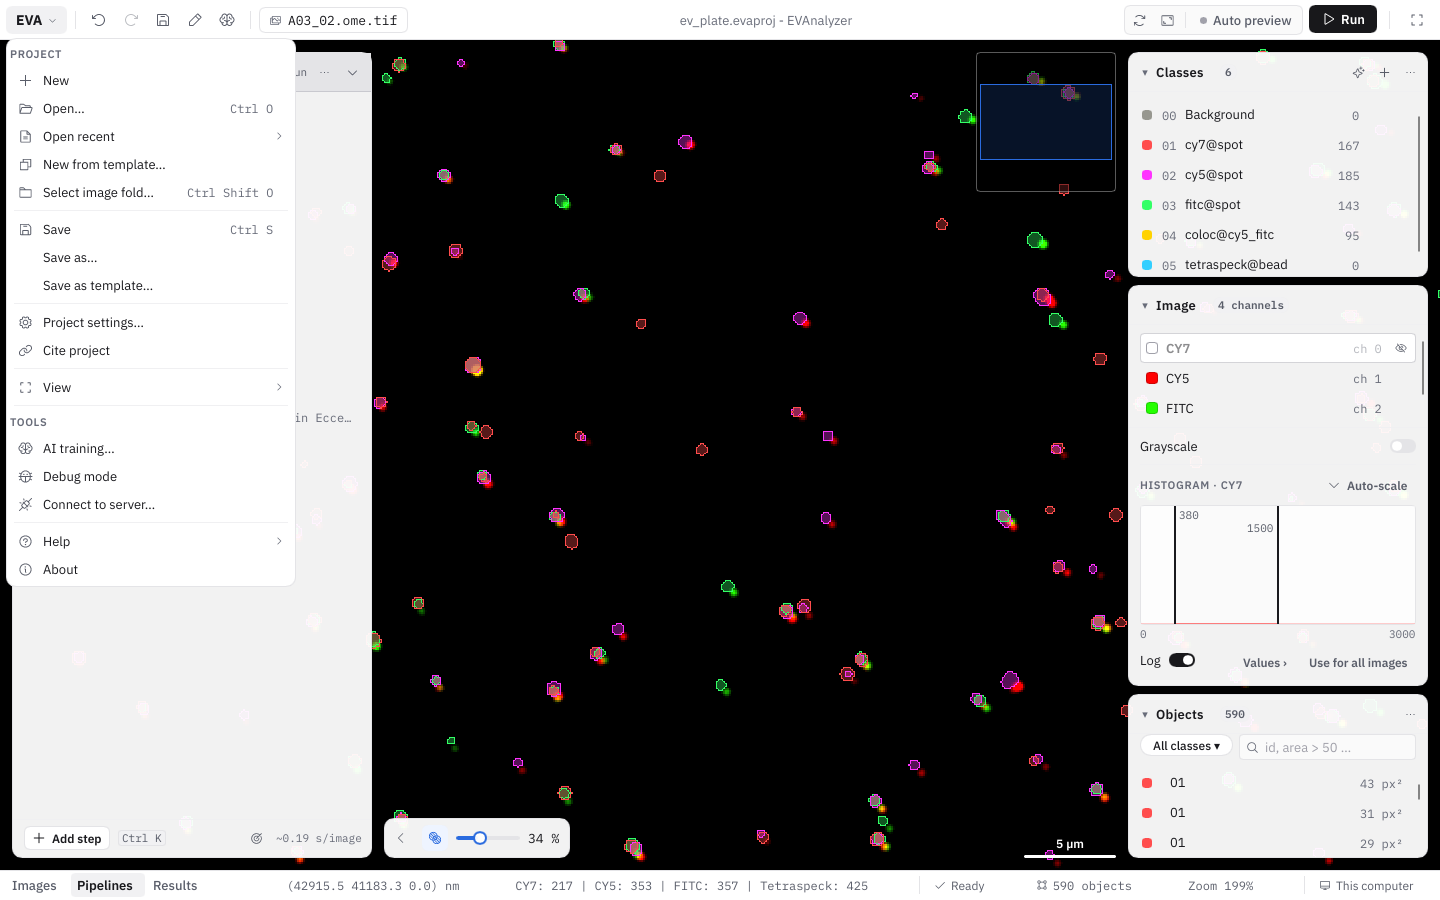 EVA
A03_02.ome.tif
ev_plate.evaproj - EVAnalyzer
Auto preview
Run
PROJECT
New
Open... Ctrl O
Open recent
New from template...
Select image fold... Ctrl Shift O
Save Ctrl S
Save as...
Save as template...
Project settings...
Cite project
View
TOOLS
AI training...
Debug mode
Connect to server...
Help
About
un ...
in Ecce...
Add step Ctrl K ~0.19 s/image
34 %
5 µm
Classes 6
00 Background 0
01 cy7@spot 167
02 cy5@spot 185
03 fitc@spot 143
04 coloc@cy5_fitc 95
05 tetraspeck@bead 0
Image 4 channels
CY7 ch 0
CY5 ch 1
FITC ch 2
Grayscale
HISTOGRAM · CY7 Auto-scale
380
1500
0 3000
Log Values › Use for all images
Objects 590
All classes ▾ id, area > 50 ...
01 43 px²
01 31 px²
01 29 px²
Images Pipelines Results (42915.5 41183.3 0.0) nm CY7: 217 | CY5: 353 | FITC: 357 | Tetraspeck: 425 Ready 590 objects Zoom 199% This computer